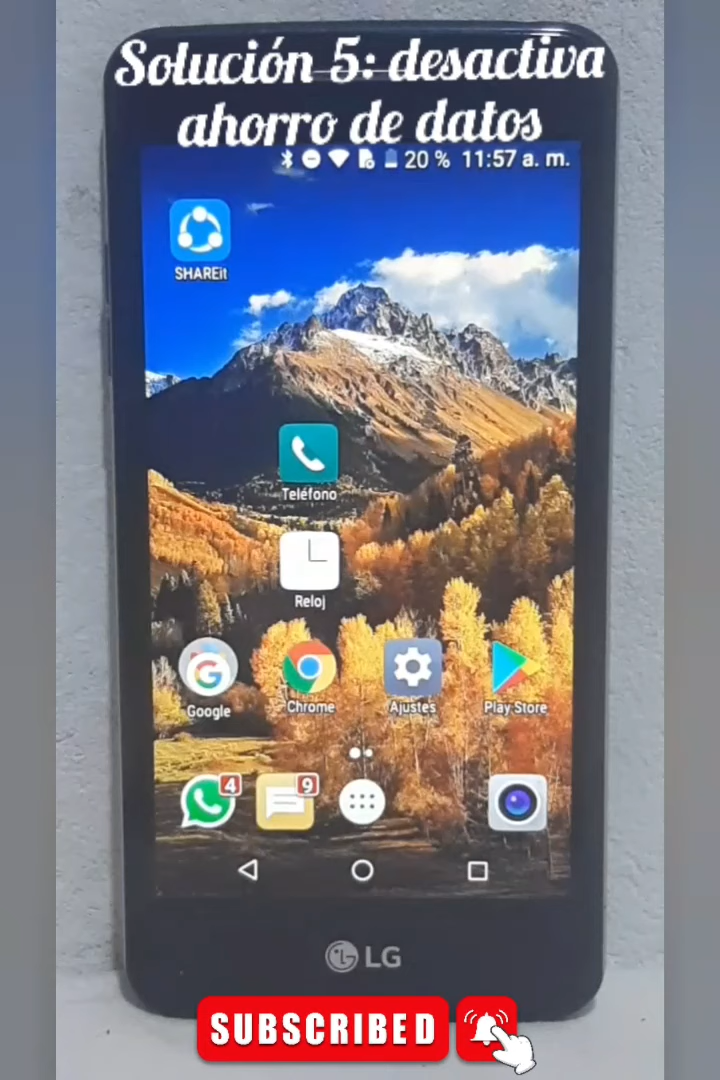 Solución 5: desactiva
ahorro de datos
20 % 11:57 a. m.
SHAREit
Teléfono
Reloj
Google
Chrome
Ajustes
Play Store
4
9
LG
SUBSCRIBED